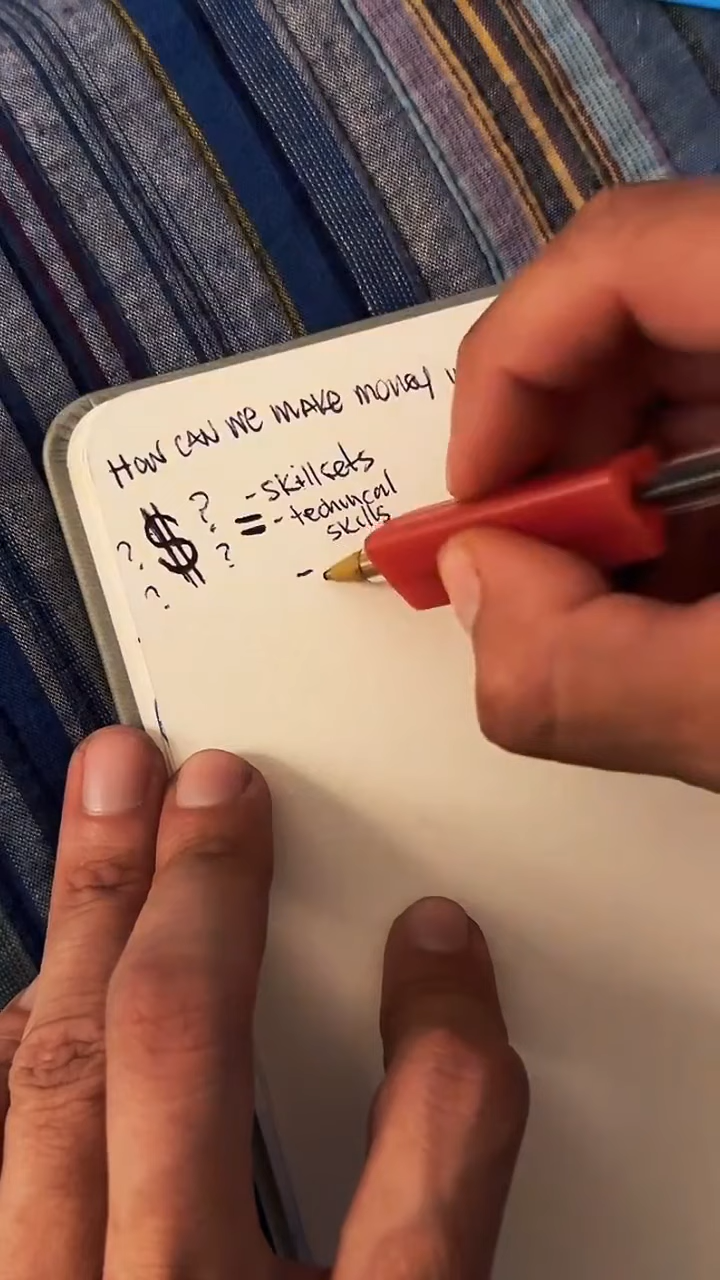 HOW CAN WE MAKE MONEY
? $ ? ? ? = - skillsets
- technical
skills
-